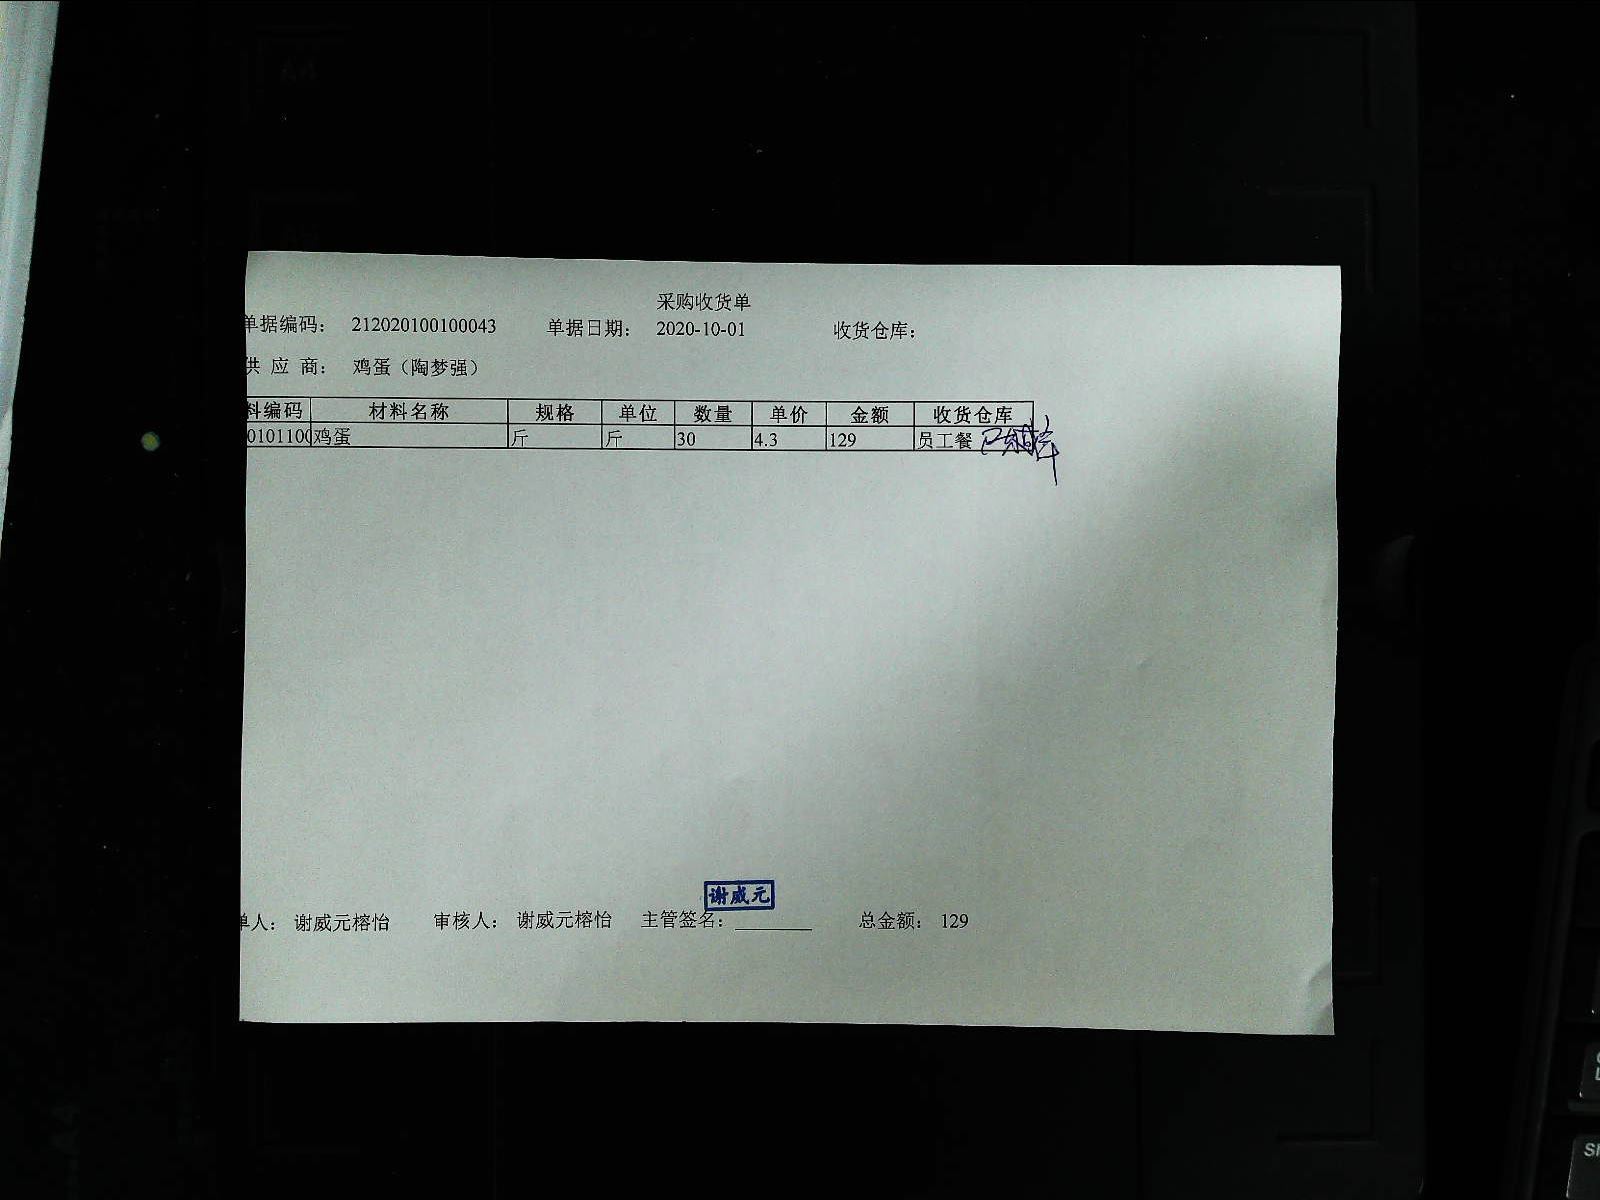 采购收货单
单据编码: 212020100100043 单据日期: 2020-10-01 收货仓库:
供 应 商: 鸡蛋（陶梦强）
料编码 材料名称 规格 单位 数量 单价 金额 收货仓库
0101100 鸡蛋 斤 斤 30 4.3 129 员工餐
谢威元
单人: 谢威元榕怡 审核人: 谢威元榕怡 主管签名: 总金额: 129